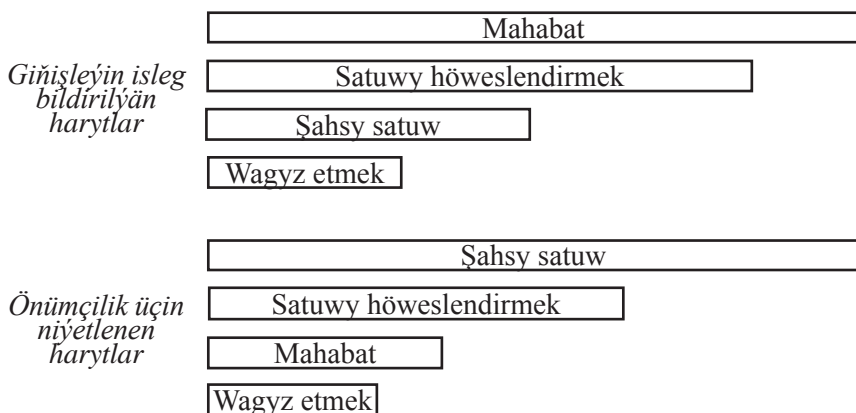 Mahabat
Giňişleýin isleg
bildirilýän
harytlar
Satuwy höweslendirmek
Şahsy satuw
Wagyz etmek
Şahsy satuw
Önümçilik üçin
niýetlenen
harytlar
Satuwy höweslendirmek
Mahabat
Wagyz etmek